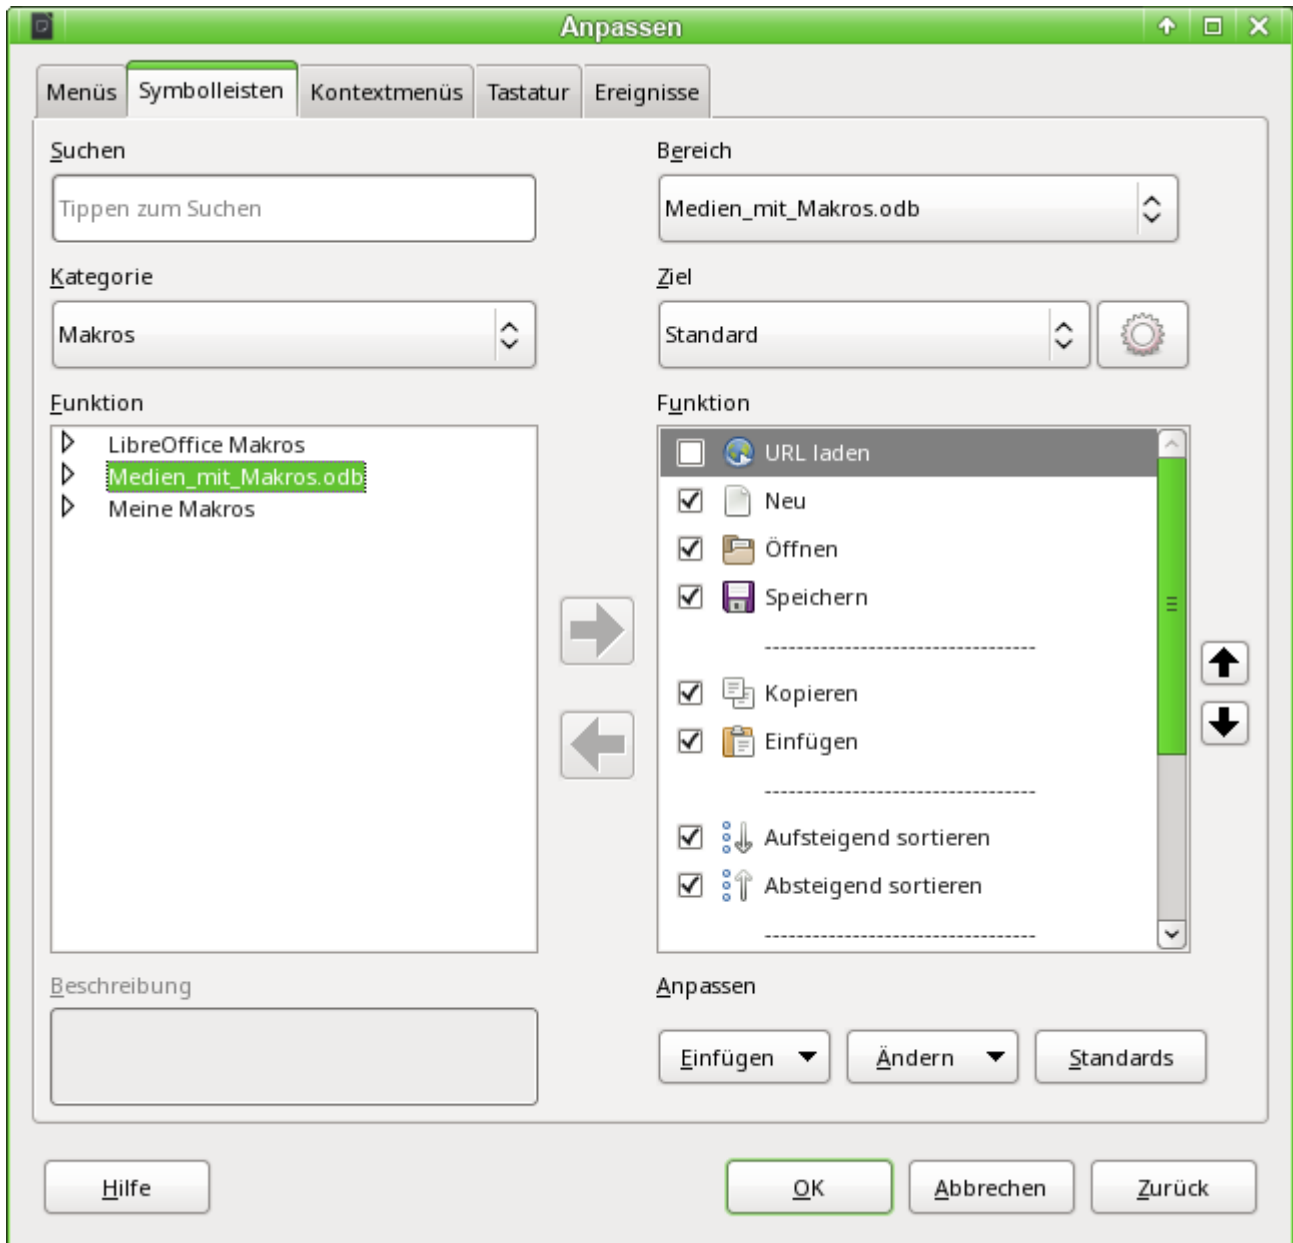 Anpassen
Menüs Symbolleisten Kontextmenüs Tastatur Ereignisse
Suchen
Tippen zum Suchen
Kategorie
Makros
Funktion
LibreOffice Makros
Medien_mit_Makros.odb
Meine Makros
Beschreibung
Bereich
Medien_mit_Makros.odb
Ziel
Standard
Funktion
URL laden
Neu
Öffnen
Speichern
---------------------------------
Kopieren
Einfügen
---------------------------------
Aufsteigend sortieren
Absteigend sortieren
---------------------------------
Anpassen
Einfügen Ändern Standards
Hilfe OK Abbrechen Zurück